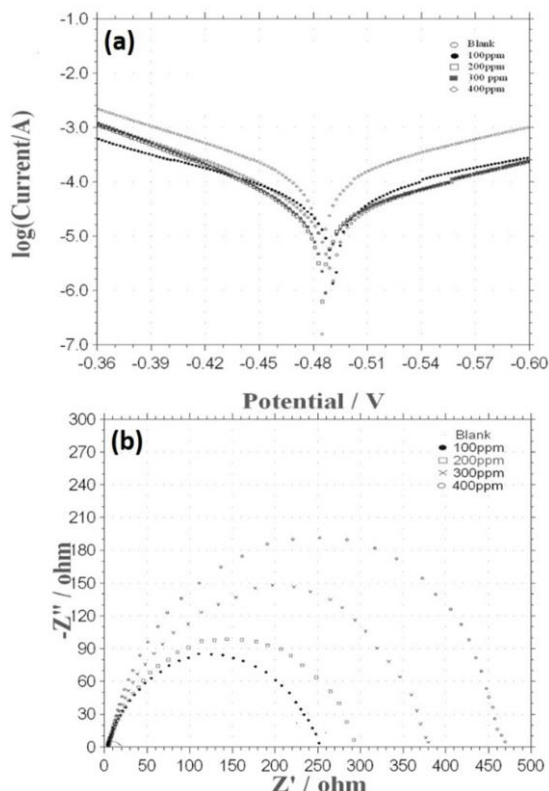 (a)
Blank
100ppm
200ppm
300 ppm
400ppm
log(Current/A)
-1.0
-2.0
-3.0
-4.0
-5.0
-6.0
-7.0
-0.36 -0.39 -0.42 -0.45 -0.48 -0.51 -0.54 -0.57 -0.60
Potential / V
(b)
Blank
100ppm
200ppm
300ppm
400ppm
-Z" / ohm
300
270
240
210
180
150
120
90
60
30
0
0 50 100 150 200 250 300 350 400 450 500
Z' / ohm